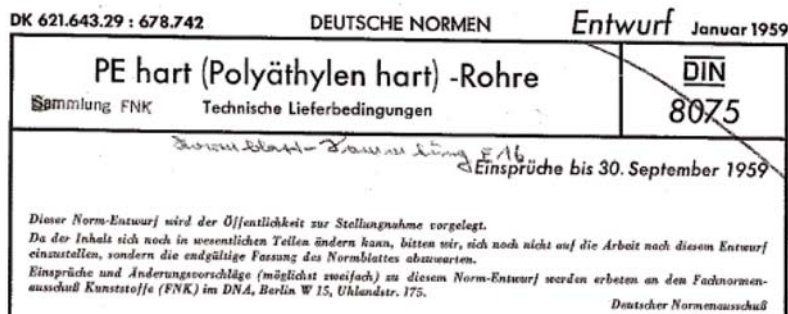 DK 621.643.29 : 678.742 DEUTSCHE NORMEN Entwurf Januar 1959
PE hart (Polyäthylen hart) -Rohre DIN
Sammlung FNK Technische Lieferbedingungen 8075
Normblatt-Sammlung E16
Einsprüche bis 30. September 1959
Dieser Norm-Entwurf wird der Öffentlichkeit zur Stellungnahme vorgelegt.
Da der Inhalt sich noch in wesentlichen Teilen ändern kann, bitten wir, sich noch nicht auf die Arbeit nach diesem Entwurf
einzustellen, sondern die endgültige Fassung des Normblattes abzuwarten.
Einsprüche und Änderungsvorschläge (möglichst zweifach) zu diesem Norm-Entwurf werden erbeten an den Fachnormen-
ausschuß Kunststoffe (FNK) im DNA, Berlin W 15, Uhlandstr. 175.
Deutscher Normenausschuß